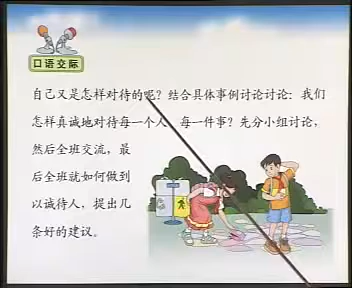 口语交际
自己又是怎样对待的呢？结合具体事例讨论讨论：我们
怎样真诚地对待每一个人　每一件事？先分小组讨论，
然后全班交流，最
后全班就如何做到
以诚待人，提出几
条好的建议。